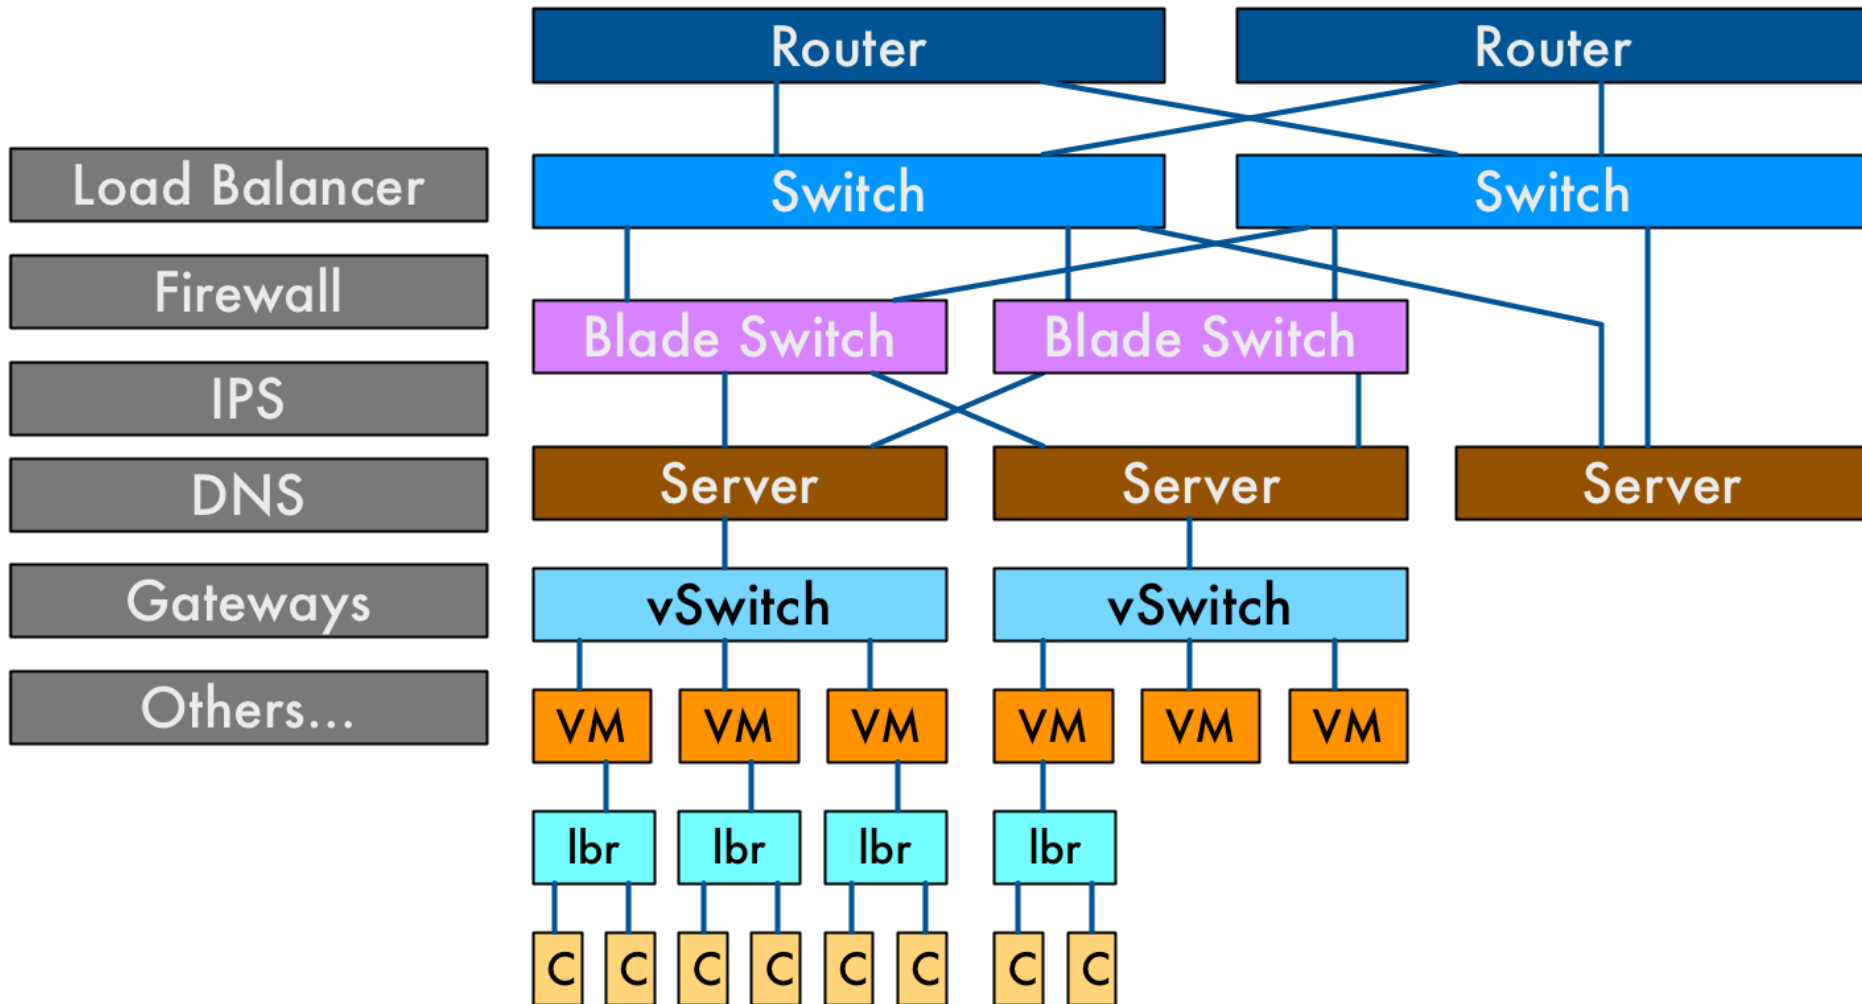 Router
Router
Load Balancer
Switch
Switch
Firewall
Blade Switch
Blade Switch
IPS
DNS
Server
Server
Server
Gateways
vSwitch
vSwitch
Others...
VM
VM
VM
VM
VM
VM
lbr
lbr
lbr
lbr
C
C
C
C
C
C
C
C